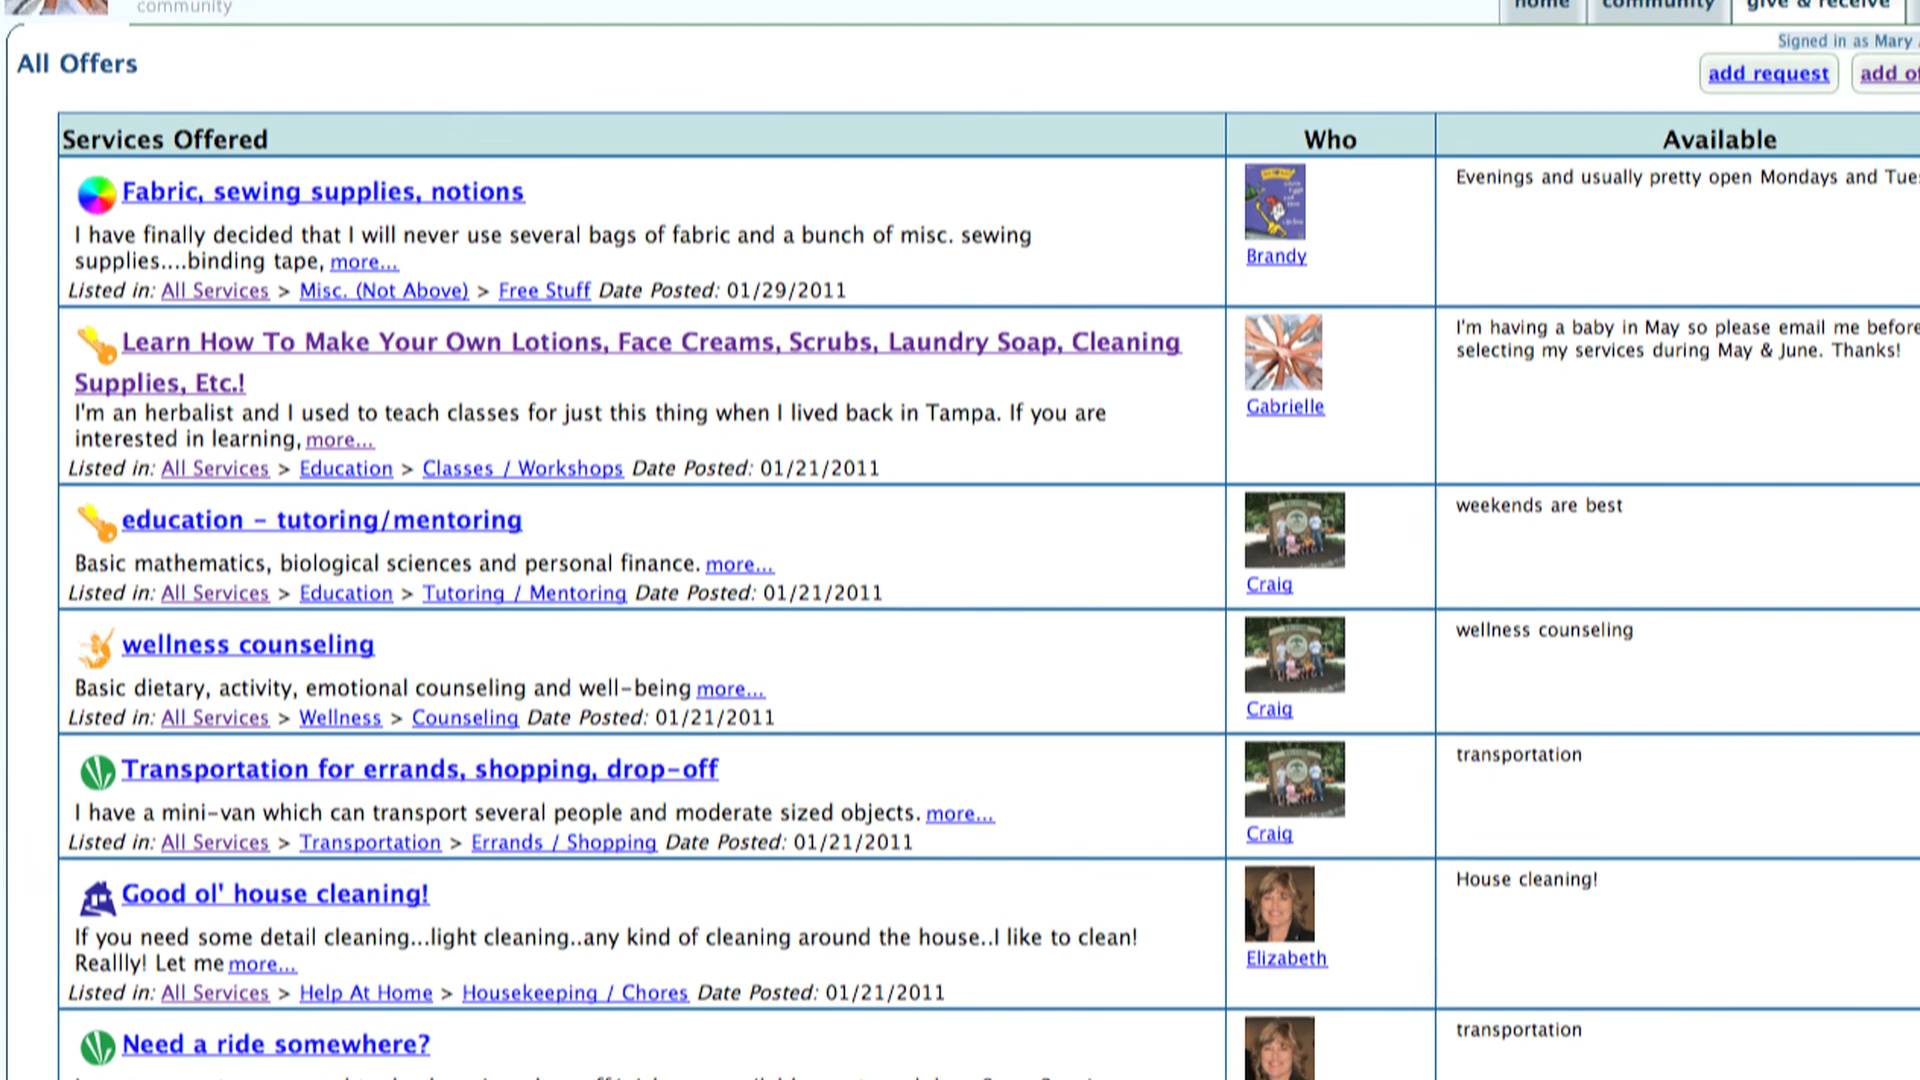 community
home community give & receive
Signed in as Mary
All Offers
add request add
Services Offered Who Available
Fabric, sewing supplies, notions
I have finally decided that I will never use several bags of fabric and a bunch of misc. sewing
supplies....binding tape, more...
Listed in: All Services > Misc. (Not Above) > Free Stuff Date Posted: 01/29/2011
Brandy
Evenings and usually pretty open Mondays and
Learn How To Make Your Own Lotions, Face Creams, Scrubs, Laundry Soap, Cleaning
Supplies, Etc.!
I'm an herbalist and I used to teach classes for just this thing when I lived back in Tampa. If you are
interested in learning, more...
Listed in: All Services > Education > Classes / Workshops Date Posted: 01/21/2011
Gabrielle
I'm having a baby in May so please email me before
selecting my services during May & June. Thanks!
education - tutoring/mentoring
Basic mathematics, biological sciences and personal finance. more...
Listed in: All Services > Education > Tutoring / Mentoring Date Posted: 01/21/2011
Craig
weekends are best
wellness counseling
Basic dietary, activity, emotional counseling and well-being more...
Listed in: All Services > Wellness > Counseling Date Posted: 01/21/2011
Craig
wellness counseling
Transportation for errands, shopping, drop-off
I have a mini-van which can transport several people and moderate sized objects. more...
Listed in: All Services > Transportation > Errands / Shopping Date Posted: 01/21/2011
Craig
transportation
Good ol' house cleaning!
If you need some detail cleaning...light cleaning..any kind of cleaning around the house..I like to clean!
Reallly! Let me more...
Listed in: All Services > Help At Home > Housekeeping / Chores Date Posted: 01/21/2011
Elizabeth
House cleaning!
Need a ride somewhere?
transportation